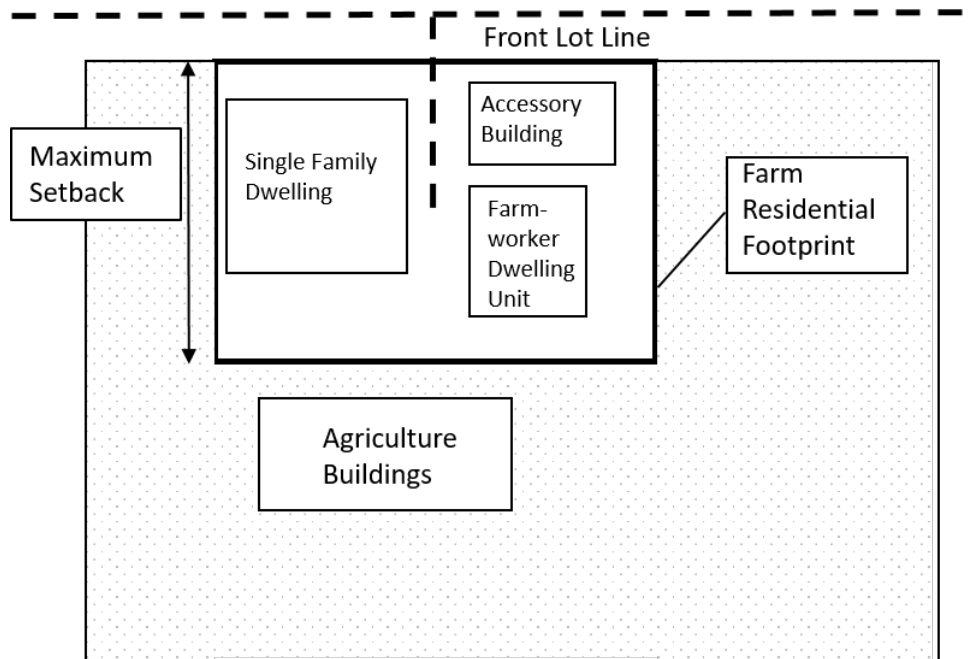 Front Lot Line
Maximum
Setback
Single Family
Dwelling
Accessory
Building
Farm-
worker
Dwelling
Unit
Farm
Residential
Footprint
Agriculture
Buildings